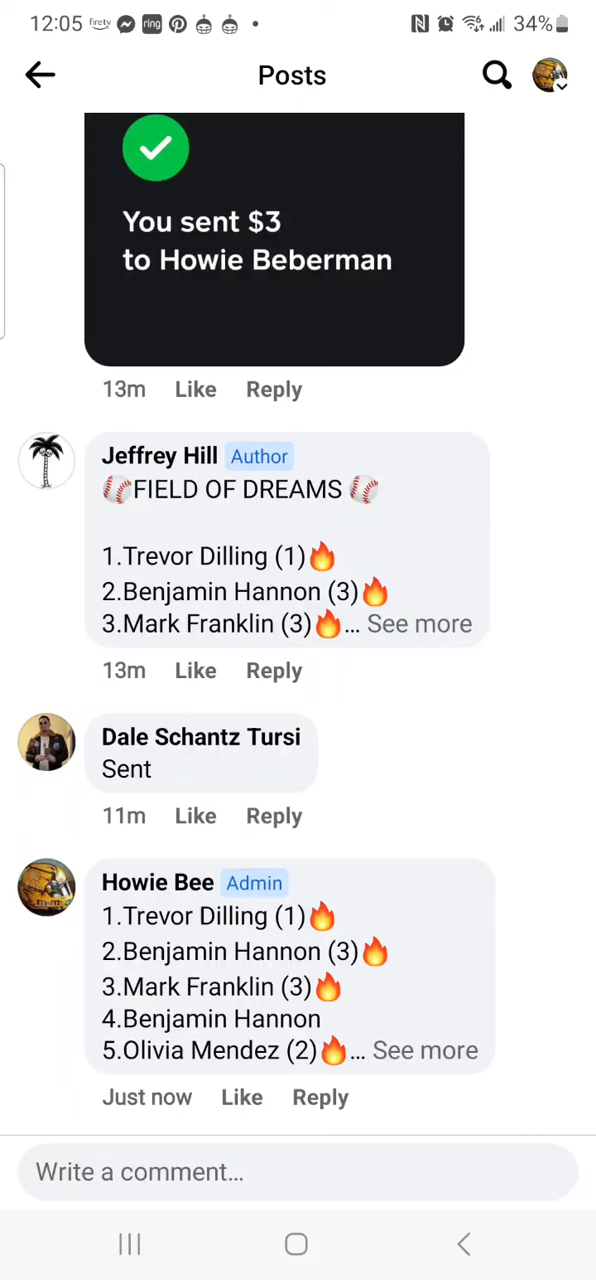 12:05 firetv ring 34%
Posts
You sent $3
to Howie Beberman
13m Like Reply
Jeffrey Hill Author
⚾FIELD OF DREAMS ⚾
1.Trevor Dilling (1)🔥
2.Benjamin Hannon (3)🔥
3.Mark Franklin (3)🔥... See more
13m Like Reply
Dale Schantz Tursi
Sent
11m Like Reply
Howie Bee Admin
1.Trevor Dilling (1)🔥
2.Benjamin Hannon (3)🔥
3.Mark Franklin (3)🔥
4.Benjamin Hannon
5.Olivia Mendez (2)🔥... See more
Just now Like Reply
Write a comment...